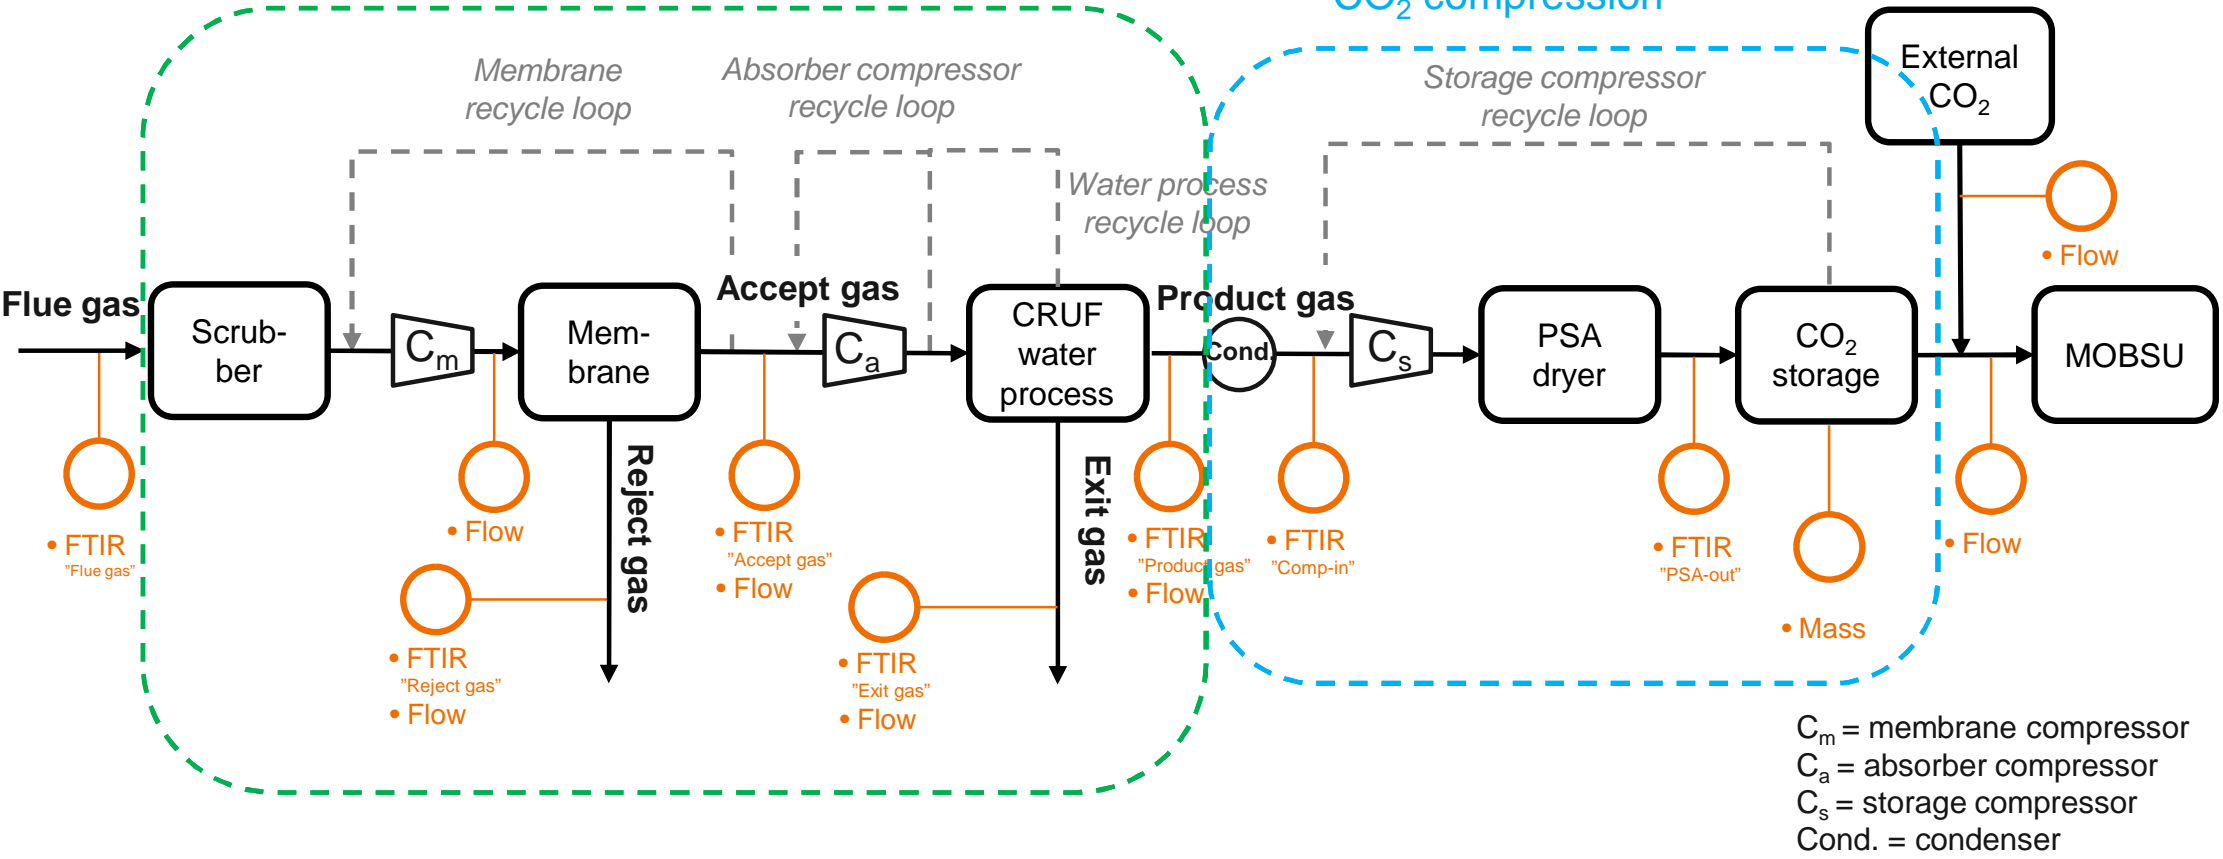 CO2 compression
External
CO2
Membrane
recycle loop
Absorber compressor
recycle loop
Storage compressor
recycle loop
Water process
recycle loop
• Flow
Flue gas
Scrub-
ber
Cm
Mem-
brane
Accept gas
Ca
CRUF
water
process
Product gas
Cond.
Cs
PSA
dryer
CO2
storage
MOBSU
Reject gas
Exit gas
• FTIR
"Flue gas"
• Flow
• FTIR
"Reject gas"
• Flow
• FTIR
"Accept gas"
• Flow
• FTIR
"Exit gas"
• Flow
• FTIR
"Product gas"
• Flow
• FTIR
"Comp-in"
• FTIR
"PSA-out"
• Mass
• Flow
Cm = membrane compressor
Ca = absorber compressor
Cs = storage compressor
Cond. = condenser